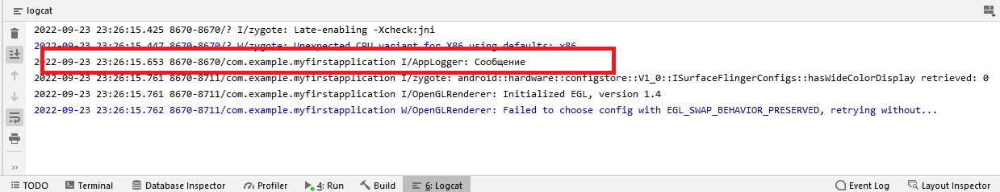 logcat
2022-09-23 23:26:15.425 8670-8670/? I/zygote: Late-enabling -Xcheck:jni
2022-09-23 23:26:15.447 8670-8670/? W/zygote: Unexpected CPU variant for X86 using defaults: x86
2022-09-23 23:26:15.653 8670-8670/com.example.myfirstapplication I/AppLogger: Сообщение
2022-09-23 23:26:15.761 8670-8711/com.example.myfirstapplication I/zygote: android::hardware::configstore::V1_0::ISurfaceFlingerConfigs::hasWideColorDisplay retrieved: 0
2022-09-23 23:26:15.761 8670-8711/com.example.myfirstapplication I/OpenGLRenderer: Initialized EGL, version 1.4
2022-09-23 23:26:15.762 8670-8711/com.example.myfirstapplication W/OpenGLRenderer: Failed to choose config with EGL_SWAP_BEHAVIOR_PRESERVED, retrying without...
TODO Terminal Database Inspector Profiler 4: Run Build 6: Logcat Event Log Layout Inspector